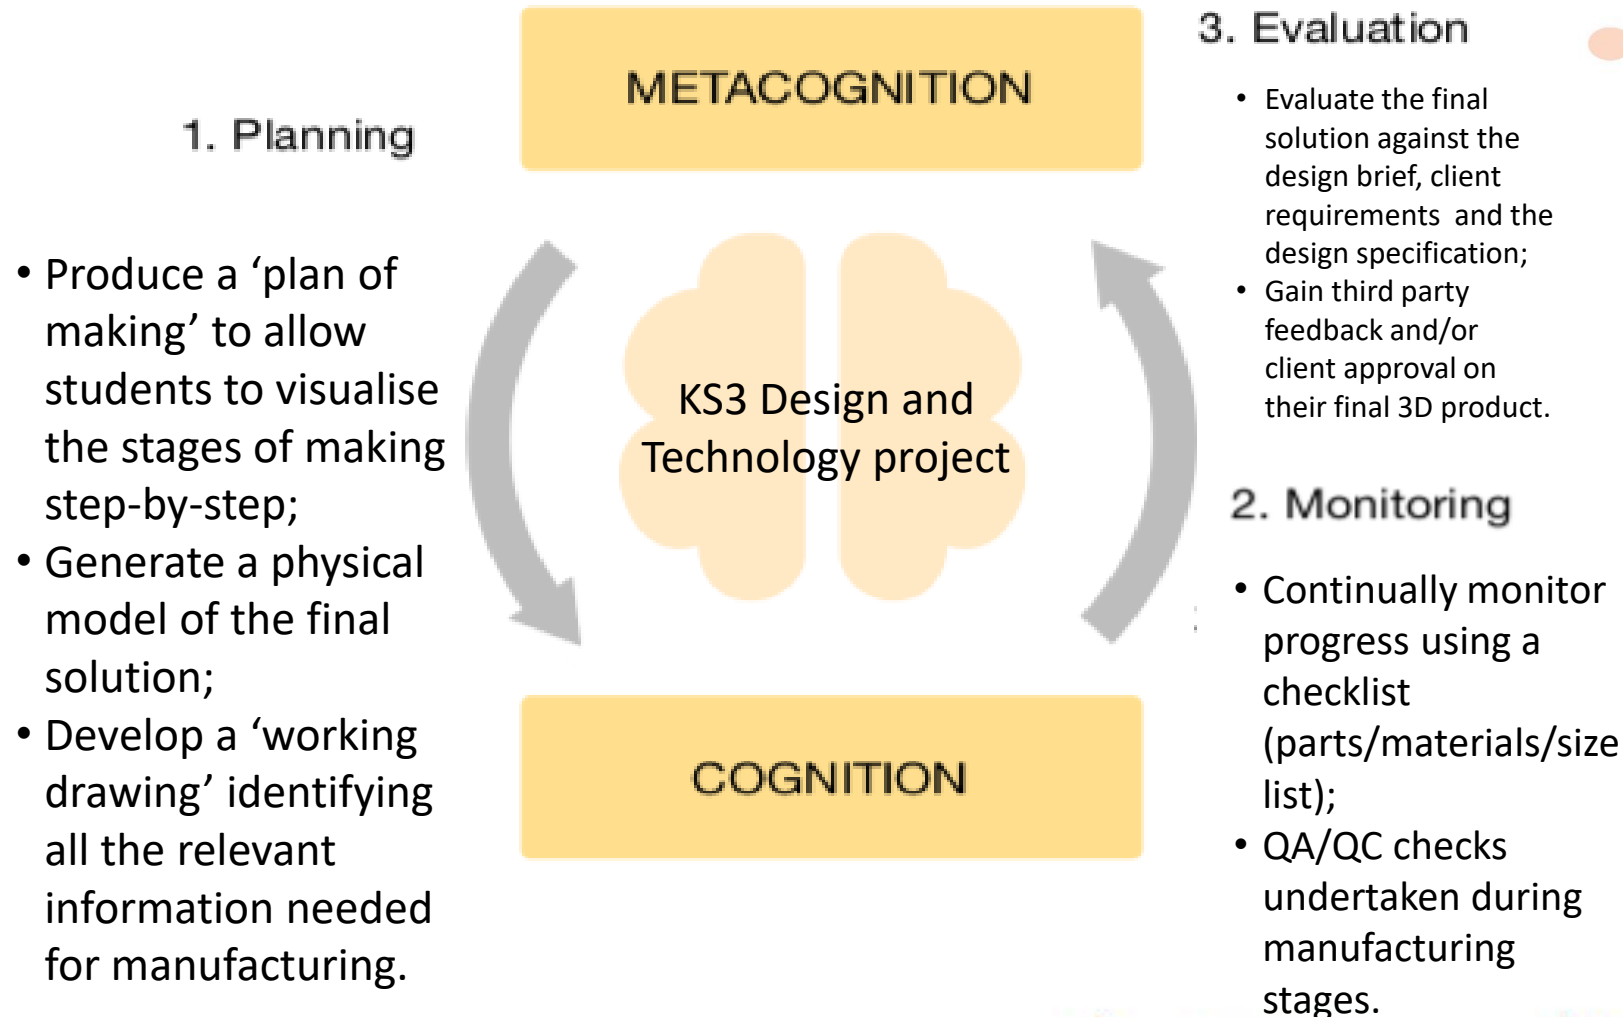 METACOGNITION
1. Planning
• Produce a ‘plan of
making’ to allow
students to visualise
the stages of making
step-by-step;
• Generate a physical
model of the final
solution;
• Develop a ‘working
drawing’ identifying
all the relevant
information needed
for manufacturing.
KS3 Design and
Technology project
COGNITION
3. Evaluation
• Evaluate the final
solution against the
design brief, client
requirements  and the
design specification;
• Gain third party
feedback and/or
client approval on
their final 3D product.
2. Monitoring
• Continually monitor
progress using a
checklist
(parts/materials/size
list);
• QA/QC checks
undertaken during
manufacturing
stages.